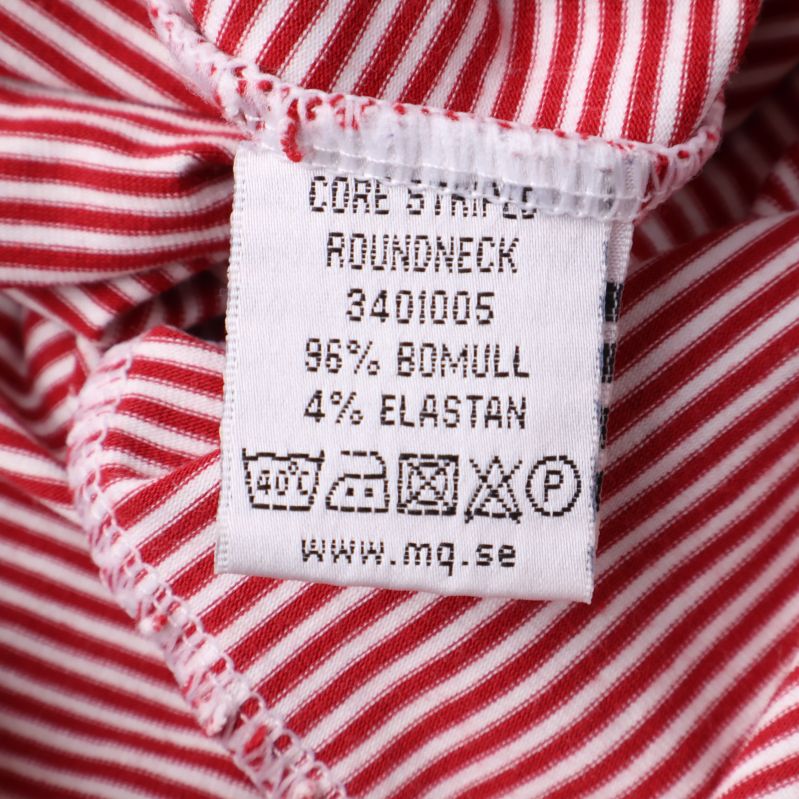 CORE STRIPED
ROUNDNECK
3401005
96% BOMULL
4% ELASTAN
40°C P
www.mq.se